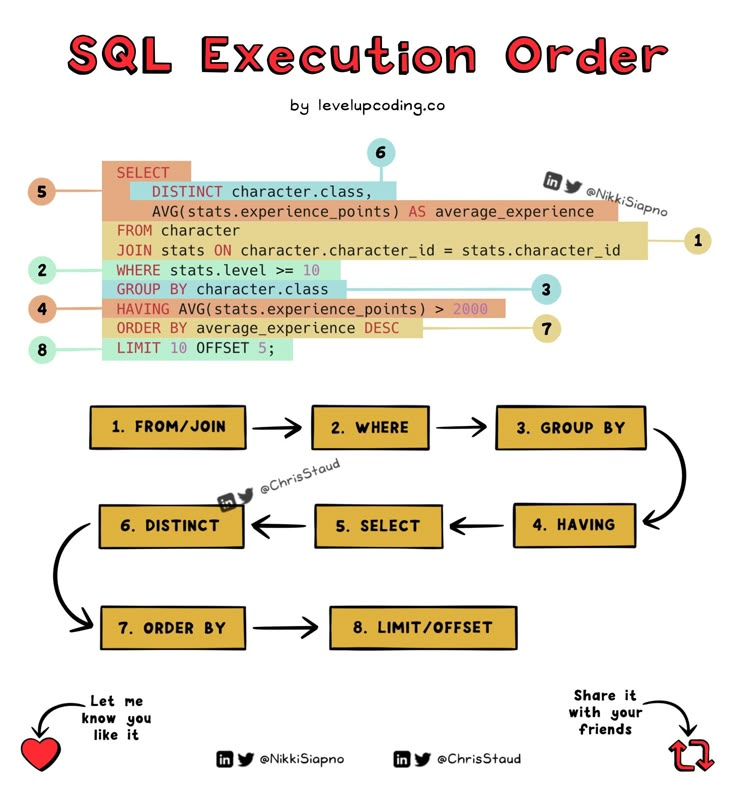 SQL Execution Order
by levelupcoding.co
6
5
SELECT
DISTINCT character.class,
@NikkiSiapno
AVG(stats.experience_points) AS average_experience
FROM character
1
JOIN stats ON character.character_id = stats.character_id
2
WHERE stats.level >= 10
GROUP BY character.class
3
4
HAVING AVG(stats.experience_points) > 2000
ORDER BY average_experience DESC
7
8
LIMIT 10 OFFSET 5;
1. FROM/JOIN
2. WHERE
3. GROUP BY
in @ChrisStaud
6. DISTINCT
5. SELECT
4. HAVING
7. ORDER BY
8. LIMIT/OFFSET
Let me
know you
like it
Share it
with your
friends
in @NikkiSiapno
in @ChrisStaud